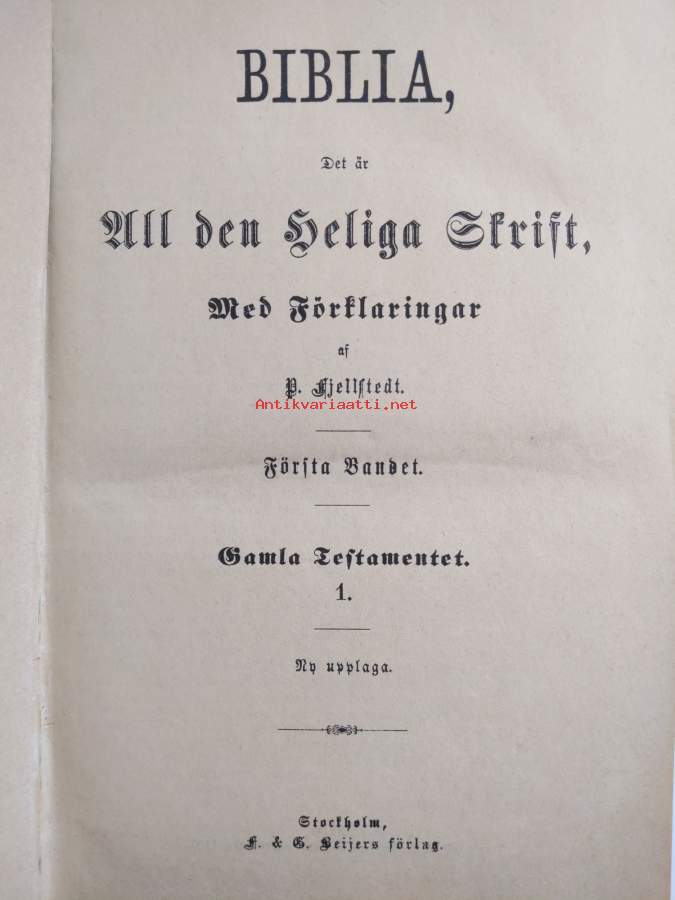 BIBLIA,
Det är
All den Heliga Skrift,
Med Förklaringar
af
P. Fjellstedt.
Antikvariaatti.net
Första Bandet.
Gamla Testamentet.
1.
Ny upplaga.
Stockholm,
F. & G. Beijers förlag.